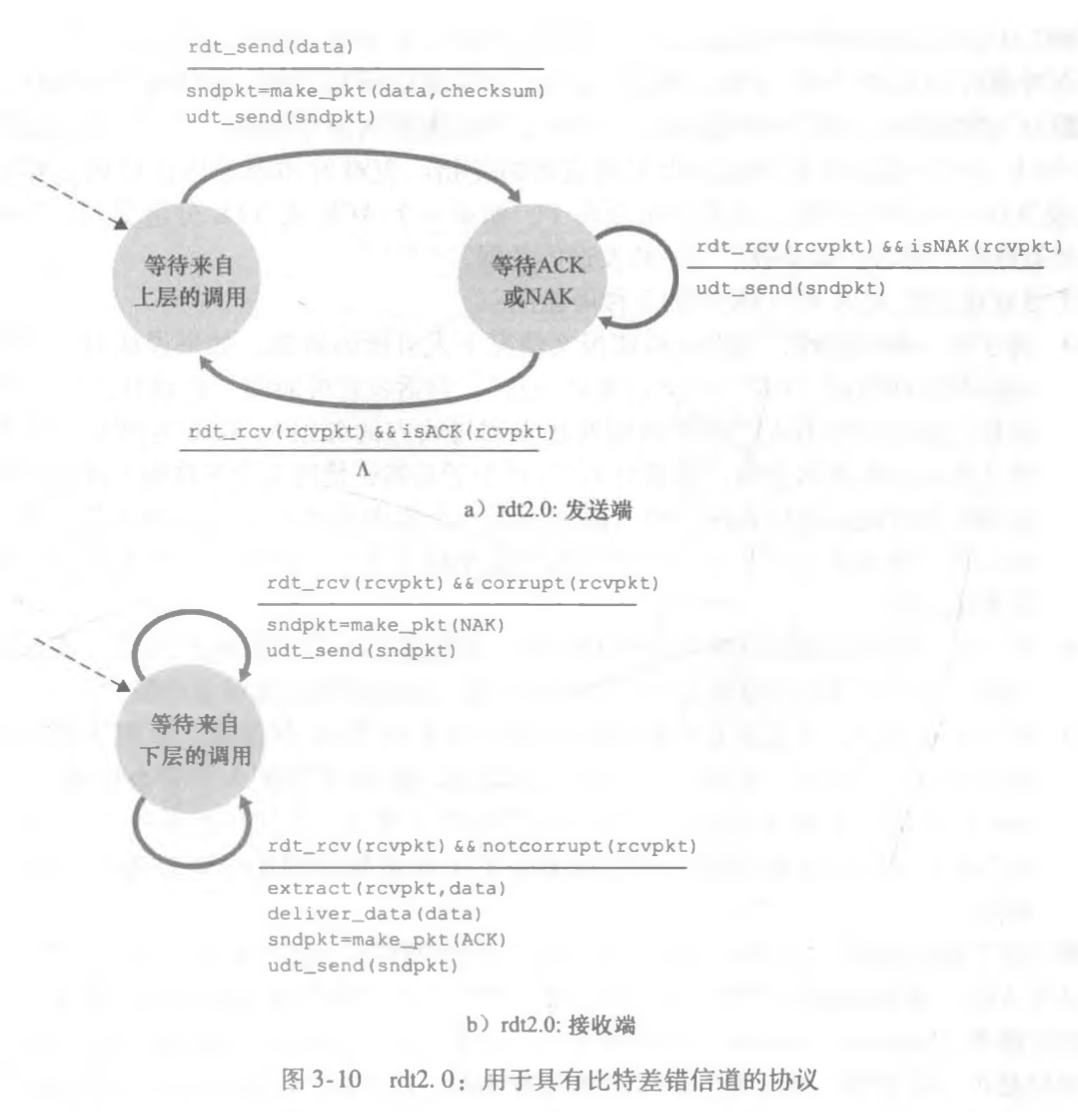 rdt_send(data)
sndpkt=make_pkt(data,checksum)
udt_send(sndpkt)
等待来自
上层的调用
等待ACK
或NAK
rdt_rcv(rcvpkt) && isNAK(rcvpkt)
udt_send(sndpkt)
rdt_rcv(rcvpkt) && isACK(rcvpkt)
Λ
a) rdt2.0: 发送端
rdt_rcv(rcvpkt) && corrupt(rcvpkt)
sndpkt=make_pkt(NAK)
udt_send(sndpkt)
等待来自
下层的调用
rdt_rcv(rcvpkt) && notcorrupt(rcvpkt)
extract(rcvpkt,data)
deliver_data(data)
sndpkt=make_pkt(ACK)
udt_send(sndpkt)
b) rdt2.0: 接收端
图 3-10 rdt2. 0：用于具有比特差错信道的协议